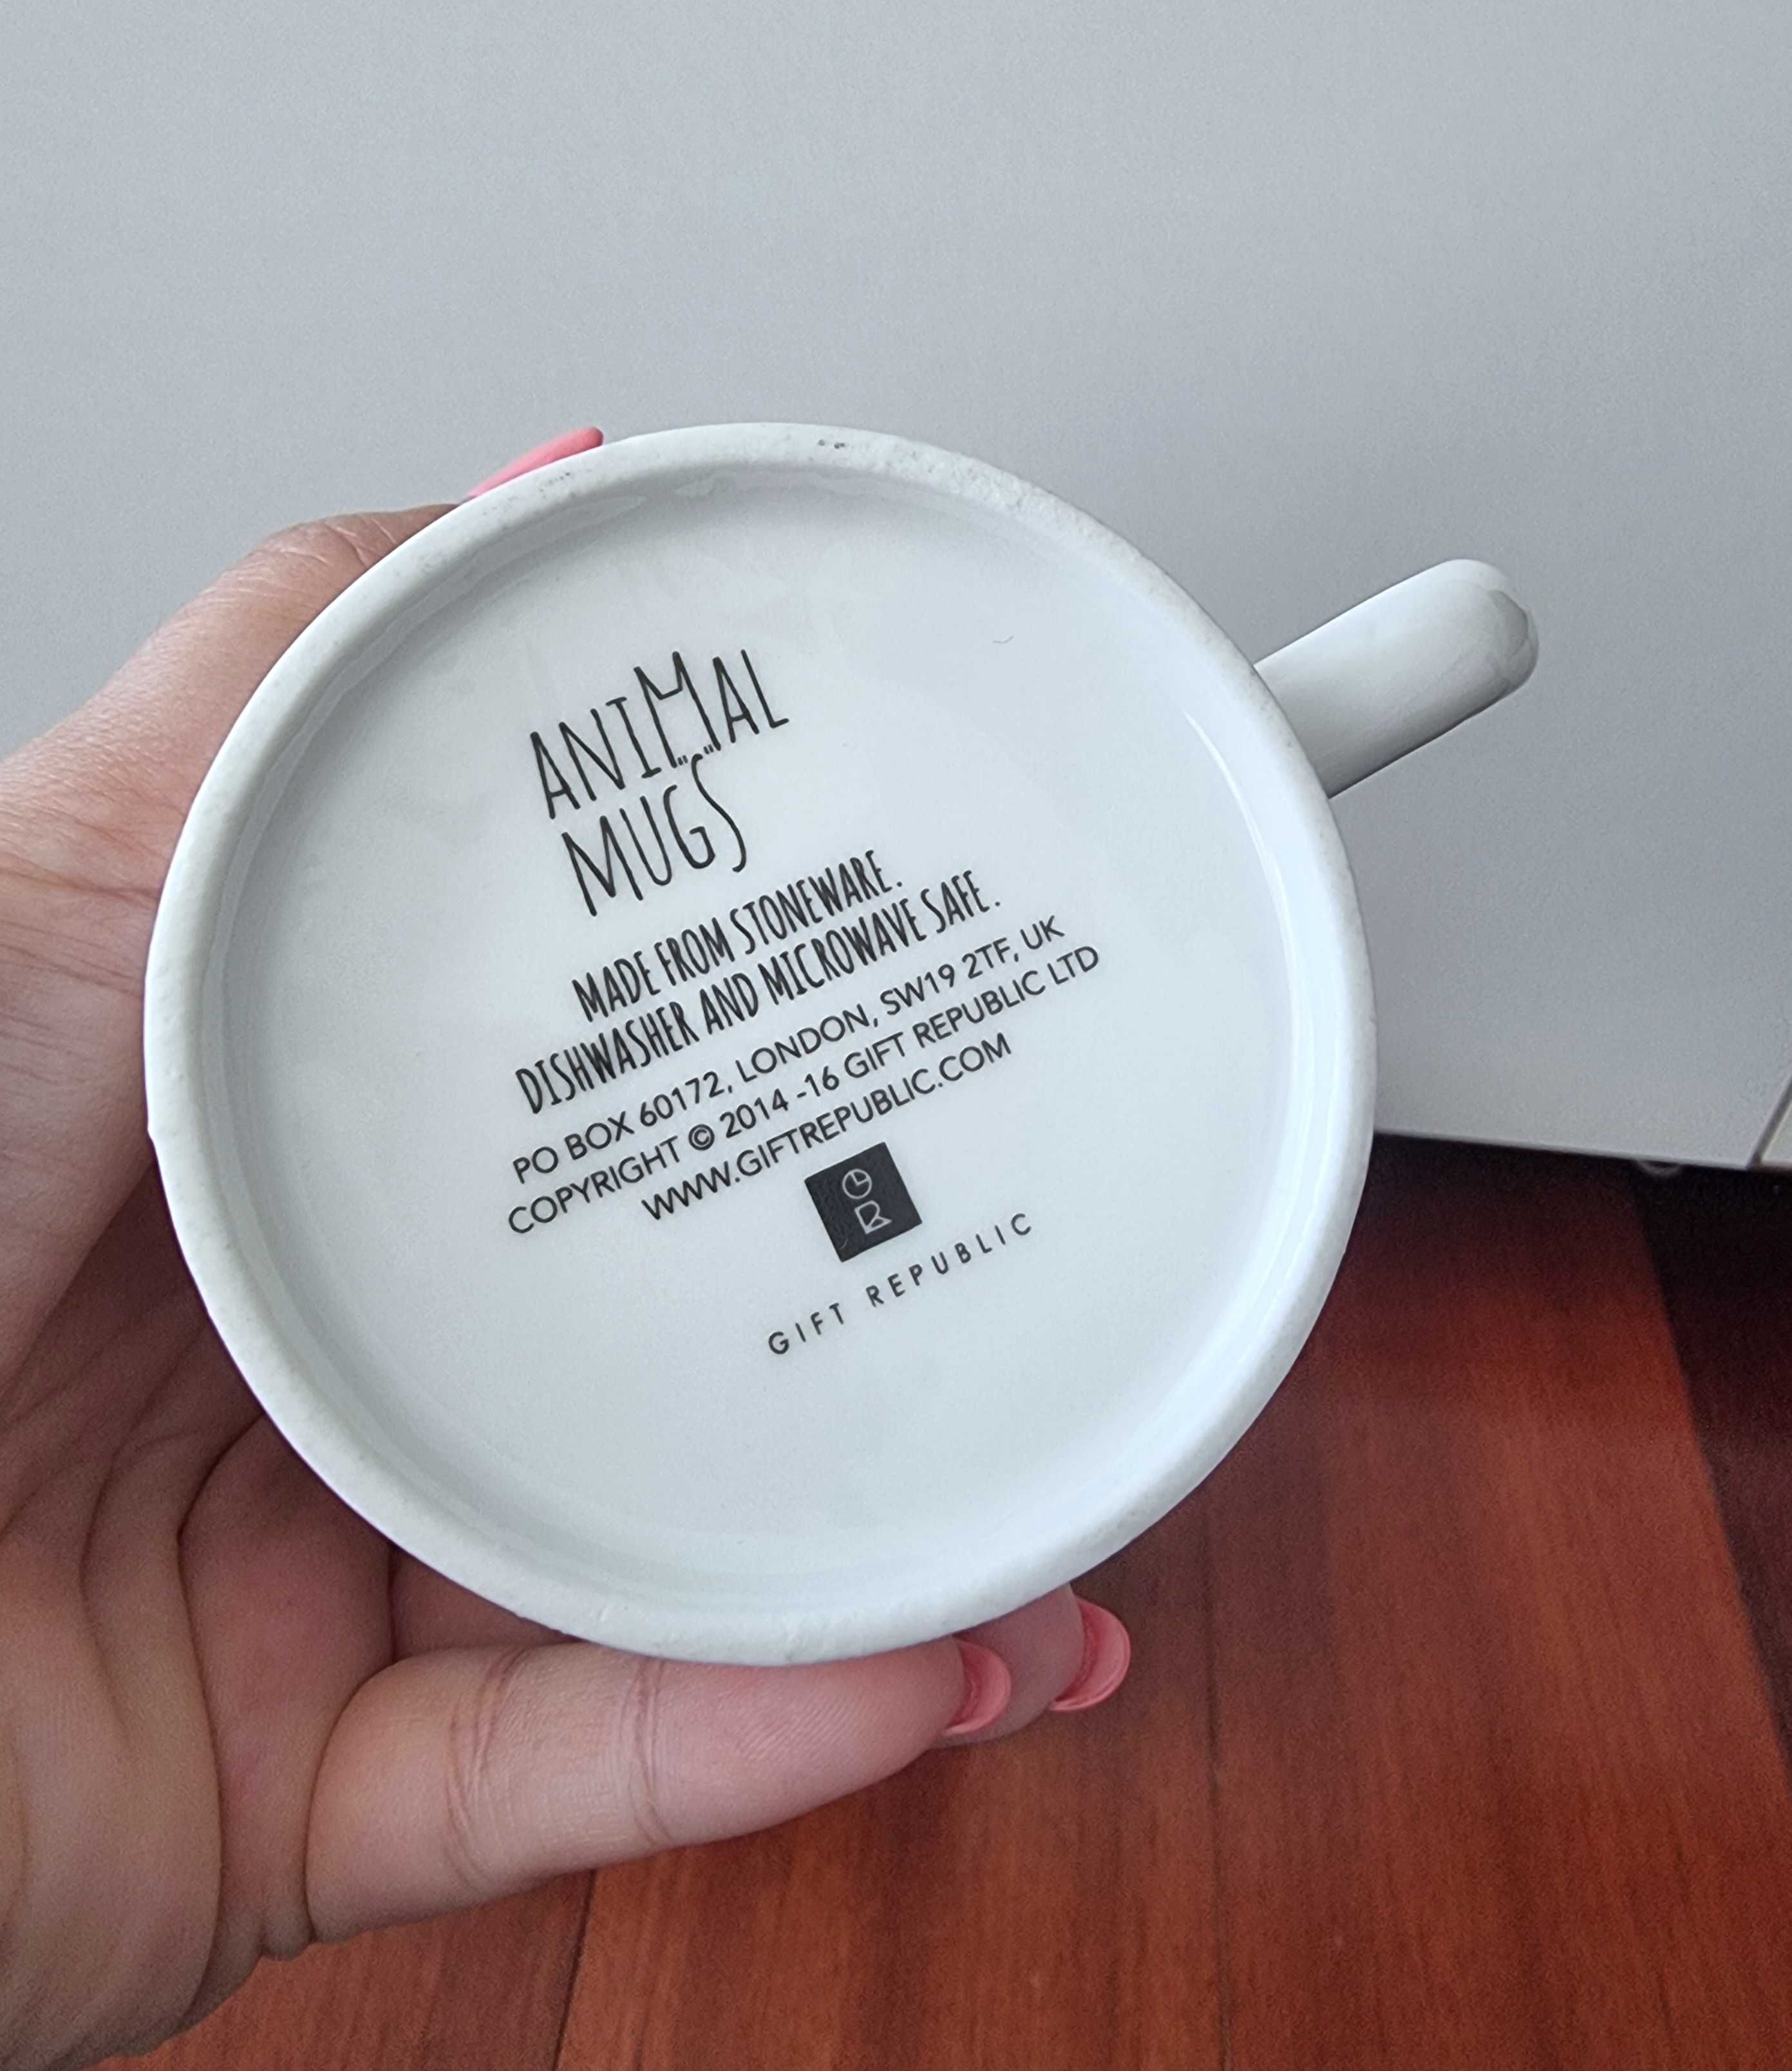 ANIMAL
MUGS
MADE FROM STONEWARE.
DISHWASHER AND MICROWAVE SAFE.
PO BOX 60172, LONDON, SW19 2TF, UK
COPYRIGHT © 2014 -16 GIFT REPUBLIC LTD
WWW.GIFTREPUBLIC.COM
GR
GIFT REPUBLIC